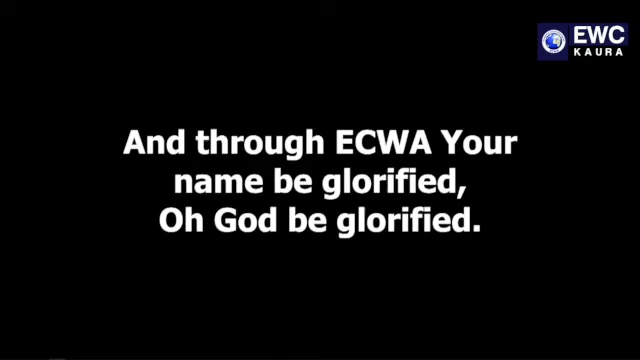 EWC
KAURA
And through ECWA Your
name be glorified,
Oh God be glorified.